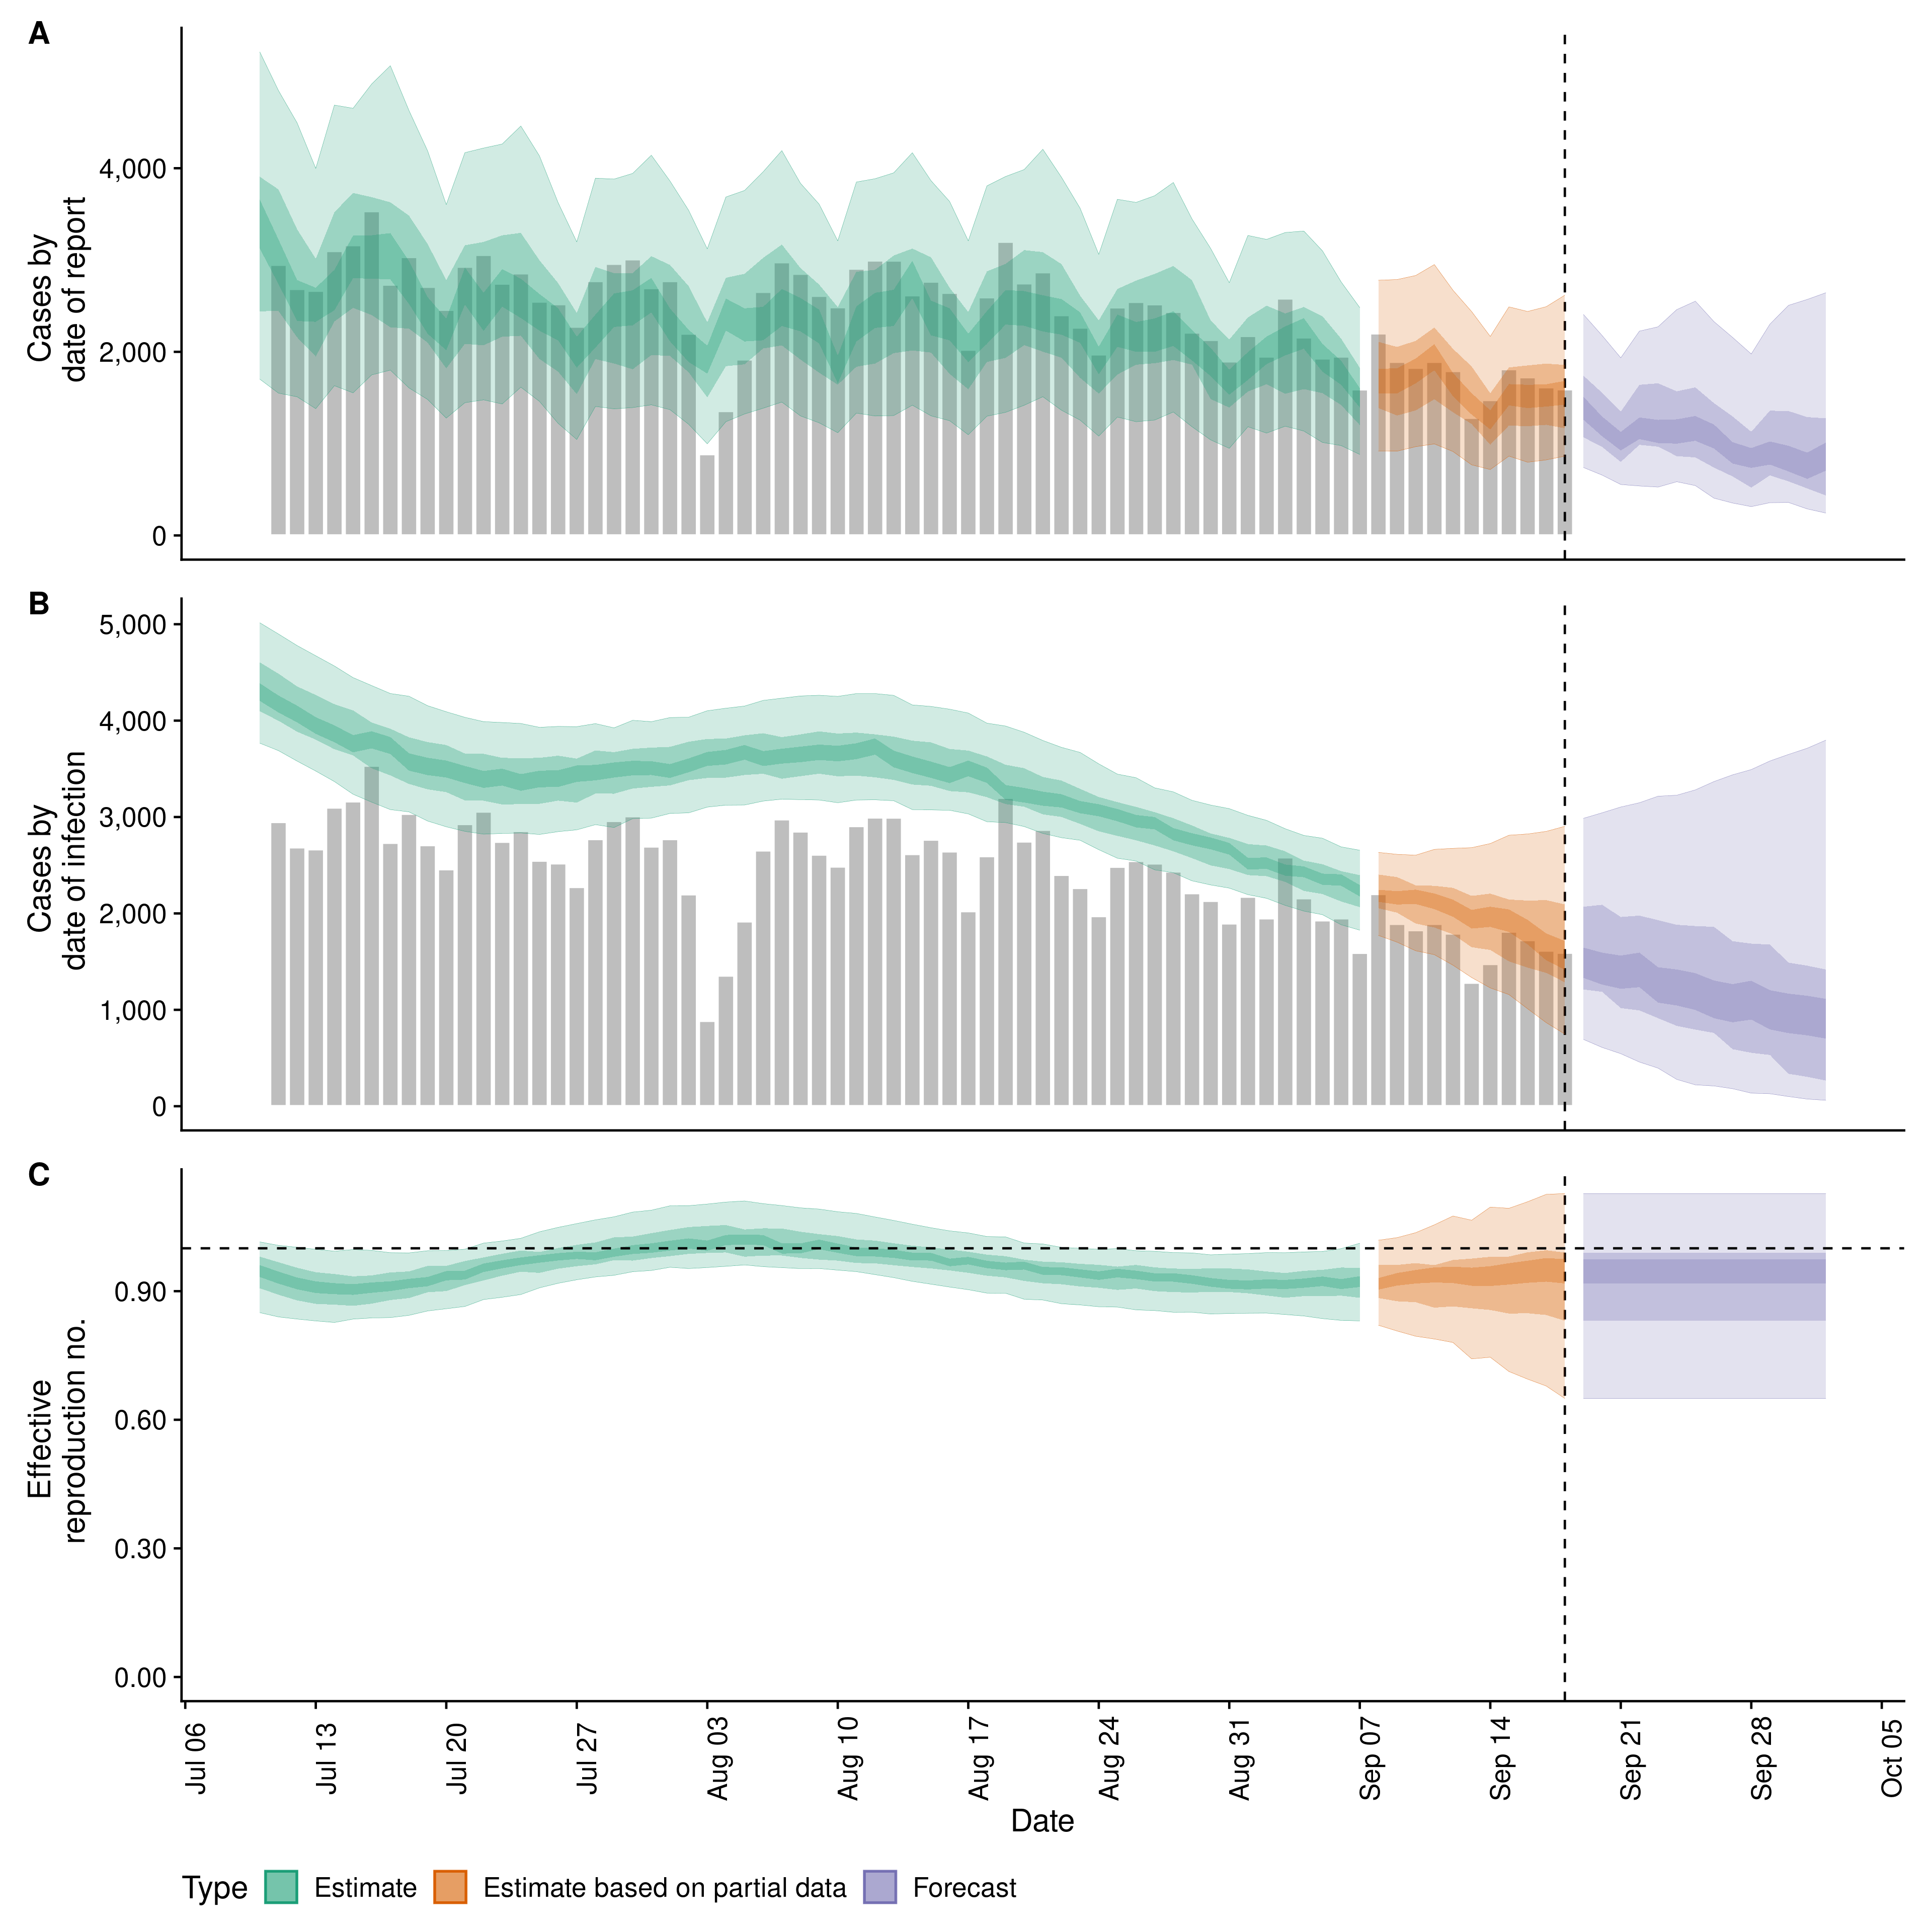 A
Cases by
date of report
4,000
2,000
0
B
Cases by
date of infection
5,000
4,000
3,000
2,000
1,000
0
C
Effective
reproduction no.
0.90
0.60
0.30
0.00
Jul 06
Jul 13
Jul 20
Jul 27
Aug 03
Aug 10
Aug 17
Aug 24
Aug 31
Sep 07
Sep 14
Sep 21
Sep 28
Oct 05
Date
Type Estimate Estimate based on partial data Forecast